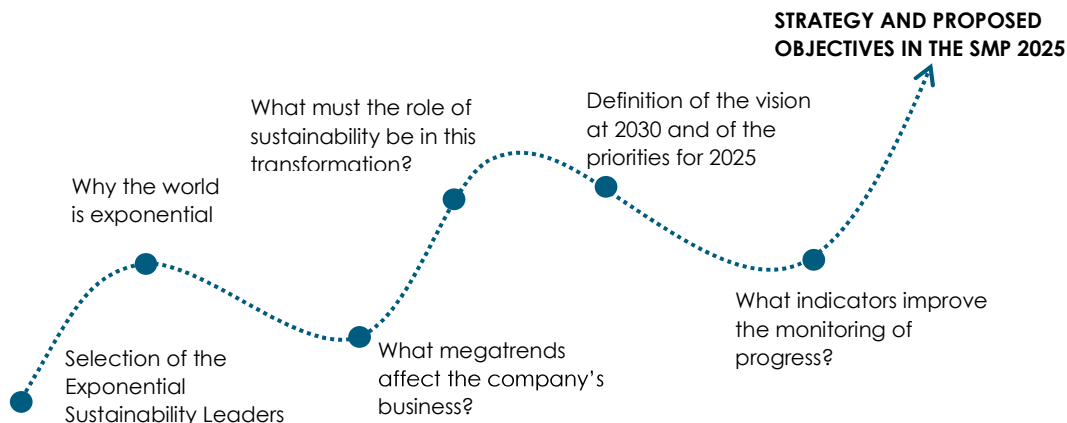 STRATEGY AND PROPOSED
OBJECTIVES IN THE SMP 2025
What must the role of
sustainability be in this
transformation?
Definition of the vision
at 2030 and of the
priorities for 2025
Why the world
is exponential
What indicators improve
the monitoring of
progress?
Selection of the
Exponential
Sustainability Leaders
What megatrends
affect the company's
business?